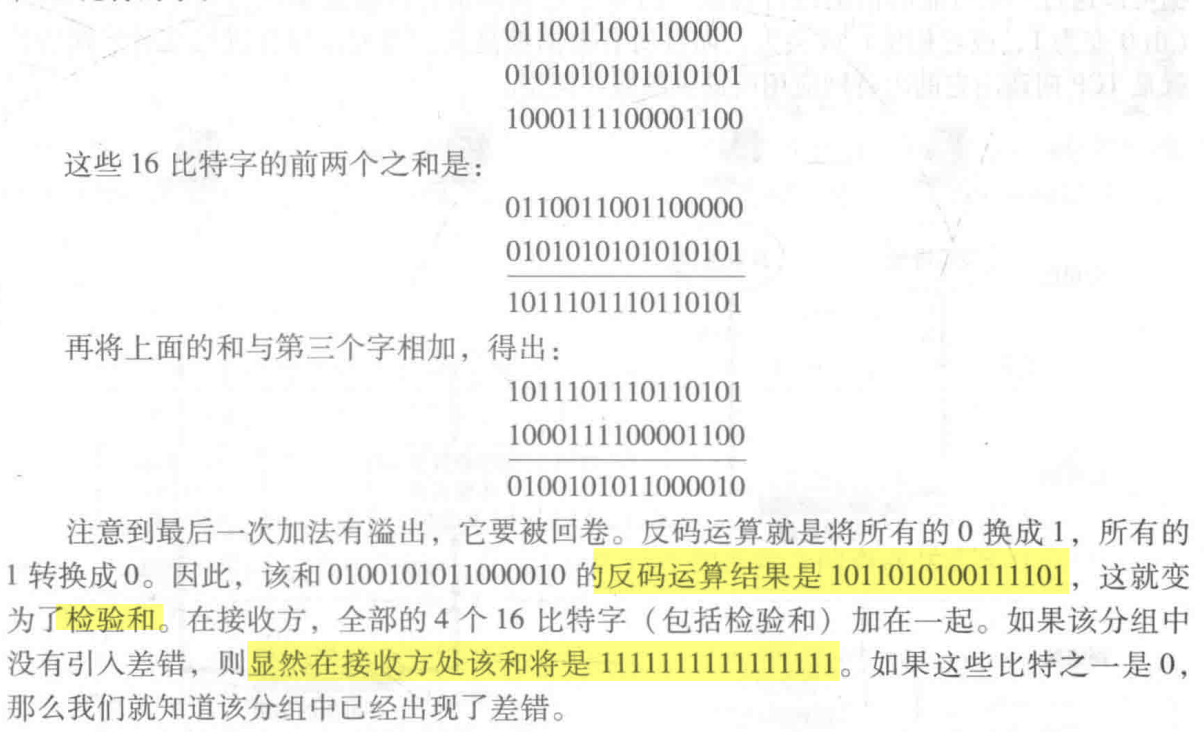 0110011001100000
0101010101010101
1000111100001100
这些 16 比特字的前两个之和是:
0110011001100000
0101010101010101
1011101110110101
再将上面的和与第三个字相加,得出:
1011101110110101
1000111100001100
0100101011000010
注意到最后一次加法有溢出,它要被回卷。反码运算就是将所有的 0 换成 1,所有的
1 转换成 0。因此,该和 0100101011000010 的反码运算结果是 1011010100111101,这就变
为了检验和。在接收方,全部的 4 个 16 比特字(包括检验和)加在一起。如果该分组中
没有引入差错,则显然在接收方处该和将是 1111111111111111。如果这些比特之一是 0,
那么我们就知道该分组中已经出现了差错。